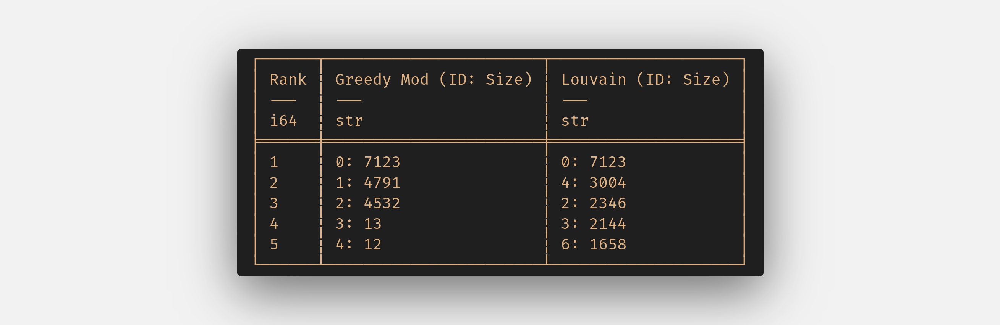 Rank Greedy Mod (ID: Size) Louvain (ID: Size)
--- --- ---
i64 str str
1 0: 7123 0: 7123
2 1: 4791 4: 3004
3 2: 4532 2: 2346
4 3: 13 3: 2144
5 4: 12 6: 1658